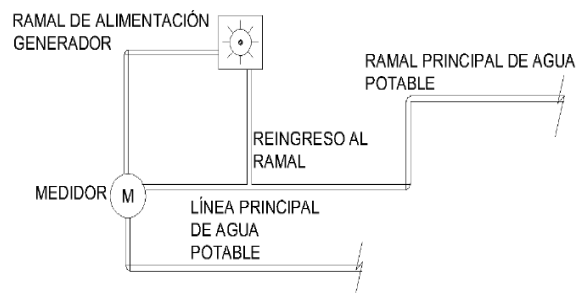 RAMAL DE ALIMENTACIÓN
GENERADOR
RAMAL PRINCIPAL DE AGUA
POTABLE
REINGRESO AL
RAMAL
MEDIDOR
M
LÍNEA PRINCIPAL
DE AGUA
POTABLE